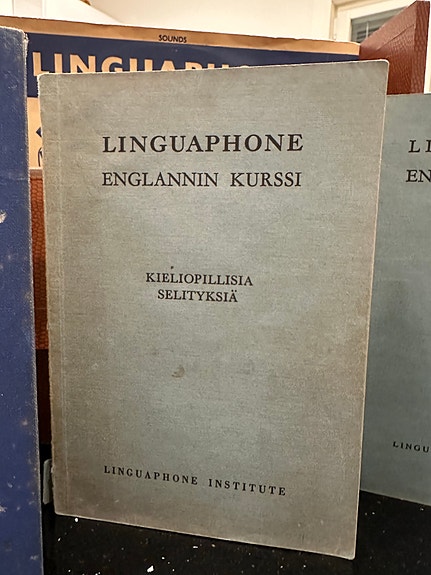 SOUNDS
LINGUAPHONE
ENGLANNIN KURSSI
KIELIOPILLISIA
SELITYKSIÄ
LINGUAPHONE INSTITUTE